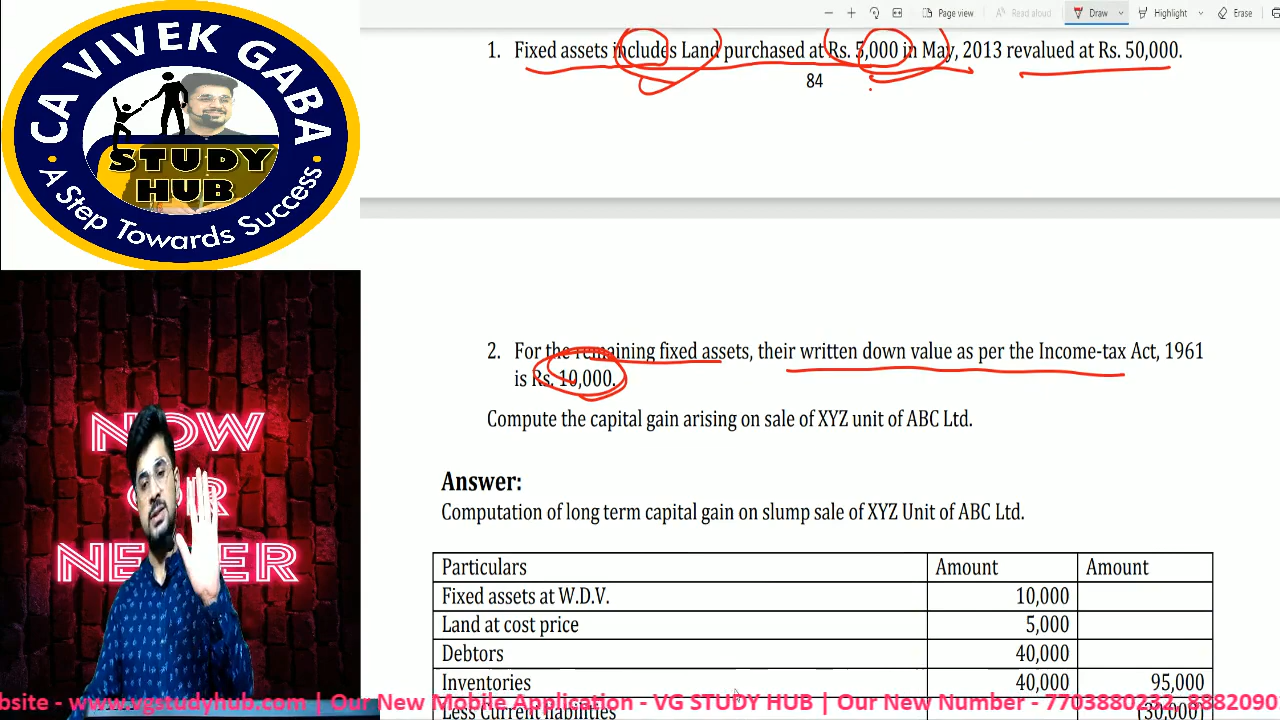 Page view
Read aloud
Draw
Highlight
Erase
1. Fixed assets includes Land purchased at Rs. 5,000 in May, 2013 revalued at Rs. 50,000.
84
CA VIVEK GABA
STUDY
HUB
A Step Towards Success
2. For the remaining fixed assets, their written down value as per the Income-tax Act, 1961
is Rs. 10,000.
Compute the capital gain arising on sale of XYZ unit of ABC Ltd.
Answer:
Computation of long term capital gain on slump sale of XYZ Unit of ABC Ltd.
Particulars Amount Amount
Fixed assets at W.D.V. 10,000
Land at cost price 5,000
Debtors 40,000
Inventories 40,000 95,000
Less Current liabilities
NOW
OR
NEVER
bsite - www.vgstudyhub.com | Our New Mobile Application - VG STUDY HUB | Our New Number - 7703880232, 8882090